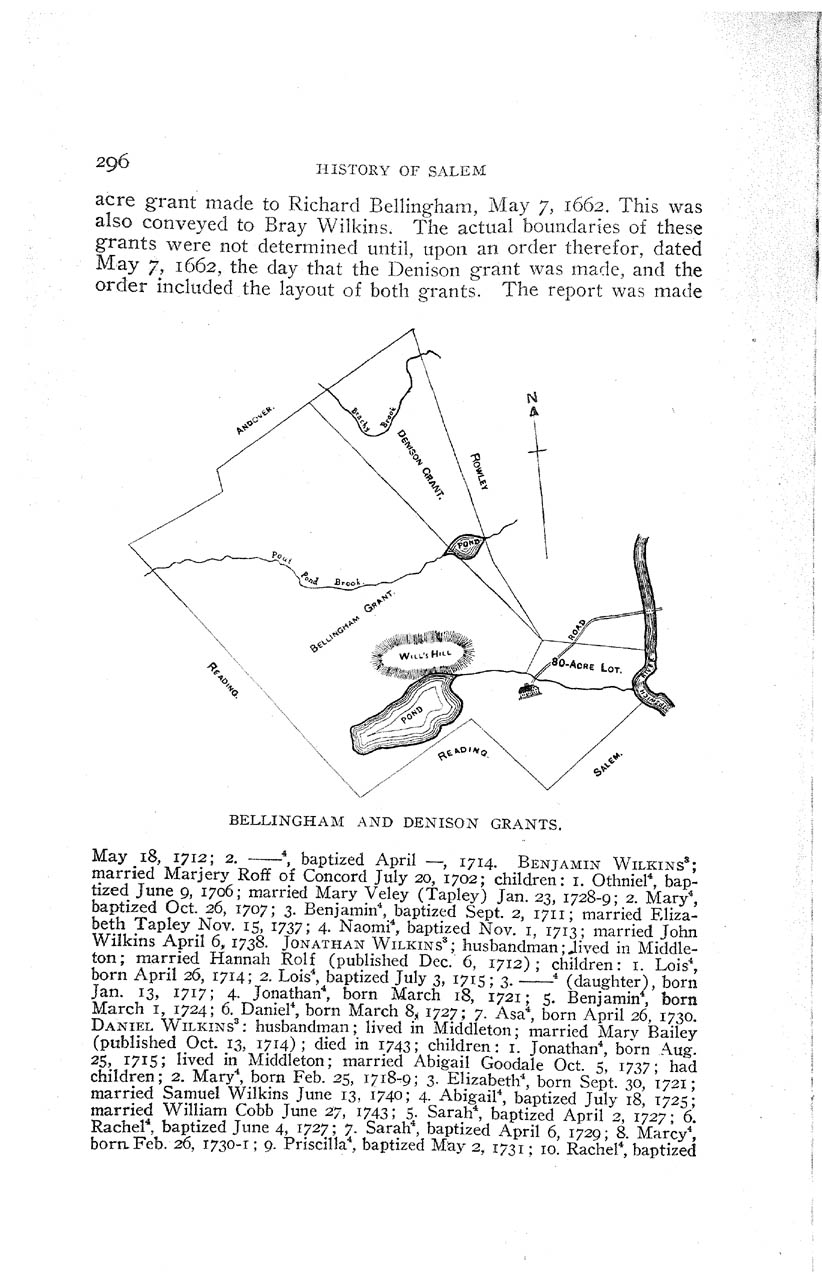 296
HISTORY OF SALEM
acre grant made to Richard Bellingham, May 7, 1662. This was
also conveyed to Bray Wilkins. The actual boundaries of these
grants were not determined until, upon an order therefor, dated
May 7, 1662, the day that the Denison grant was made, and the
order included the layout of both grants. The report was made
N
ANDOVER.
Brachy Brook
DENISON GRANT.
ROWLEY
POND
Pout Pond Brook.
BELLINGHAM GRANT.
ROAD
WILL'S HILL
80-ACRE LOT.
RIVER
IPSWICH
READING.
POND
READING.
SALEM.
BELLINGHAM AND DENISON GRANTS.
May 18, 1712; 2. ——⁴, baptized April —, 1714. BENJAMIN WILKINS³;
married Marjery Roff of Concord July 20, 1702; children: 1. Othniel⁴, bap-
tized June 9, 1706; married Mary Veley (Tapley) Jan. 23, 1728-9; 2. Mary⁴,
baptized Oct. 26, 1707; 3. Benjamin⁴, baptized Sept. 2, 1711; married Eliza-
beth Tapley Nov. 15, 1737; 4. Naomi⁴, baptized Nov. 1, 1713; married John
Wilkins April 6, 1738. JONATHAN WILKINS³; husbandman; lived in Middle-
ton; married Hannah Rolf (published Dec. 6, 1712); children: 1. Lois⁴,
born April 26, 1714; 2. Lois⁴, baptized July 3, 1715; 3. ——⁴ (daughter), born
Jan. 13, 1717; 4. Jonathan⁴, born March 18, 1721; 5. Benjamin⁴, born
March 1, 1724; 6. Daniel⁴, born March 8, 1727; 7. Asa⁴, born April 26, 1730.
DANIEL WILKINS³: husbandman; lived in Middleton; married Mary Bailey
(published Oct. 13, 1714); died in 1743; children: 1. Jonathan⁴, born Aug.
25, 1715; lived in Middleton; married Abigail Goodale Oct. 5, 1737; had
children; 2. Mary⁴, born Feb. 25, 1718-9; 3. Elizabeth⁴, born Sept. 30, 1721;
married Samuel Wilkins June 13, 1740; 4. Abigail⁴, baptized July 18, 1725;
married William Cobb June 27, 1743; 5. Sarah⁴, baptized April 2, 1727; 6.
Rachel⁴, baptized June 4, 1727; 7. Sarah⁴, baptized April 6, 1729; 8. Marcy⁴,
born Feb. 26, 1730-1; 9. Priscilla⁴, baptized May 2, 1731; 10. Rachel⁴, baptized